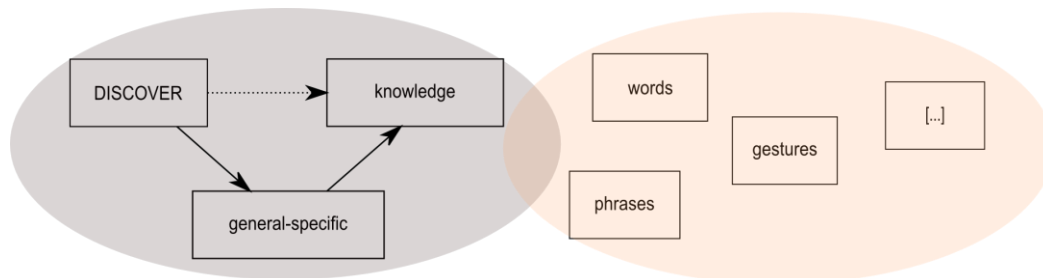 DISCOVER
knowledge
general-specific
words
gestures
[...]
phrases